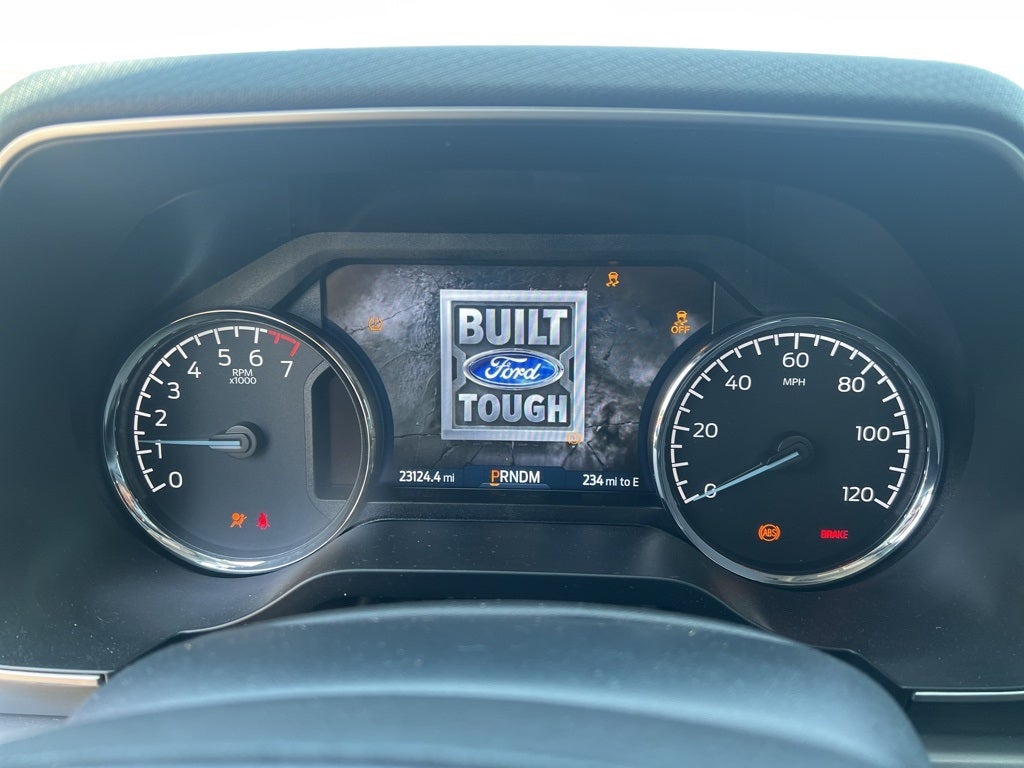 BUILT
Ford
TOUGH
OFF
23124.4 mi
PRNDM
234 mi to E
0
1
2
3
4
5
6
7
RPM
x1000
0
20
40
60
80
100
120
MPH
ABS
BRAKE